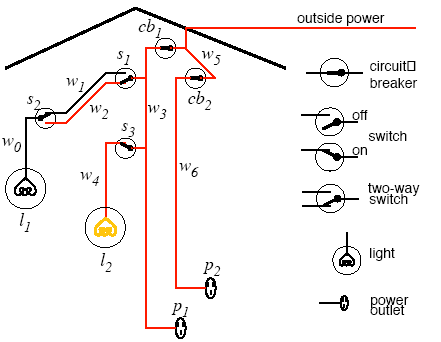 outside power
cb1
w5
s1
w1
cb2
s2
w2
w3
w0
s3
w6
w4
l1
l2
p2
p1
circuit□
breaker
off
switch
on
two-way
switch
light
power
outlet